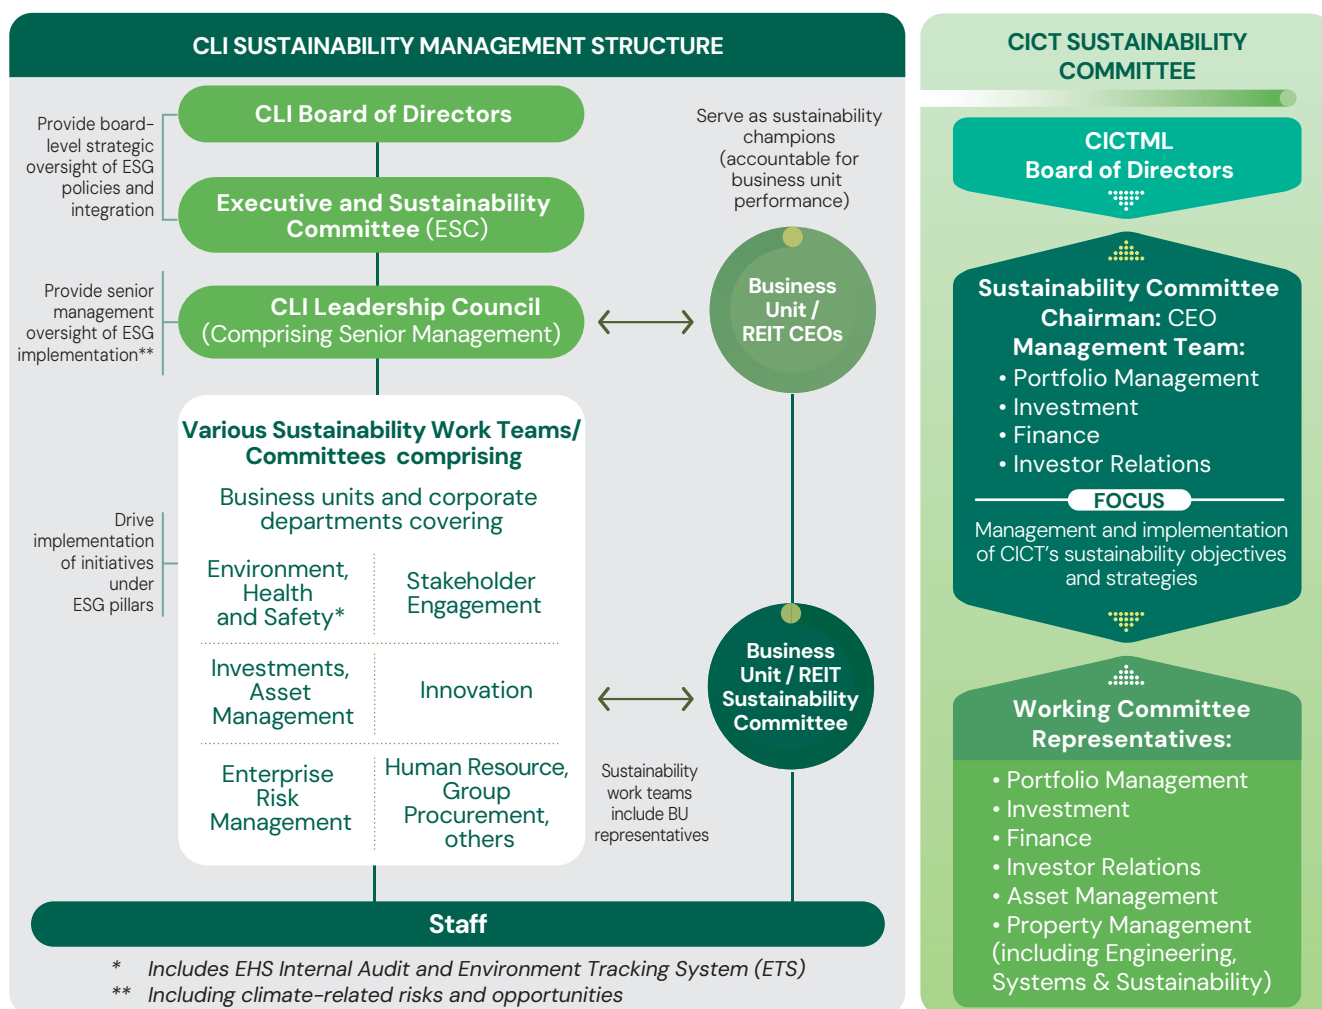 CLI SUSTAINABILITY MANAGEMENT STRUCTURE
Provide board-
level strategic
oversight of ESG
policies and
integration
CLI Board of Directors
Executive and Sustainability
Committee (ESC)
Provide senior
management
oversight of ESG
implementation**
CLI Leadership Council
(Comprising Senior Management)
Serve as sustainability
champions
(accountable for
business unit
performance)
Business
Unit /
REIT CEOs
Drive
implementation
of initiatives
under
ESG pillars
Various Sustainability Work Teams/
Committees comprising
Business units and corporate
departments covering
Environment,
Health
and Safety*
Stakeholder
Engagement
Investments,
Asset
Management
Innovation
Enterprise
Risk
Management
Human Resource,
Group
Procurement,
others
Business
Unit / REIT
Sustainability
Committee
Sustainability
work teams
include BU
representatives
Staff
* Includes EHS Internal Audit and Environment Tracking System (ETS)
** Including climate-related risks and opportunities
CICT SUSTAINABILITY
COMMITTEE
CICTML
Board of Directors
Sustainability Committee
Chairman: CEO
Management Team:
• Portfolio Management
• Investment
• Finance
• Investor Relations
FOCUS
Management and implementation
of CICT’s sustainability objectives
and strategies
Working Committee
Representatives:
• Portfolio Management
• Investment
• Finance
• Investor Relations
• Asset Management
• Property Management
(including Engineering,
Systems & Sustainability)